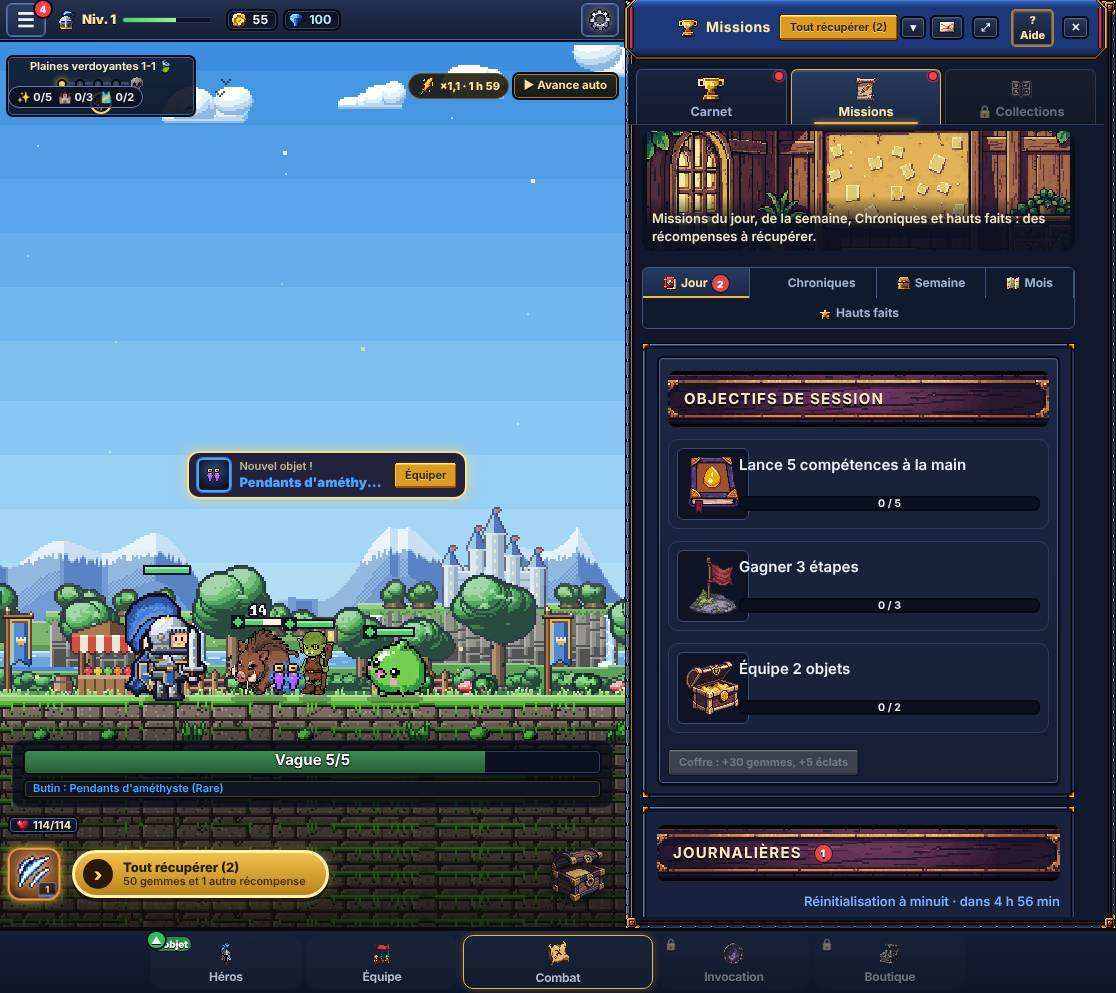 4
Niv. 1
55
100
Plaines verdoyantes 1-1
0/5
0/3
0/2
×1,1 · 1 h 59
Avance auto
Nouvel objet !
Pendants d'améthy...
Équiper
14
Vague 5/5
Butin : Pendants d'améthyste (Rare)
114/114
1
Tout récupérer (2)
50 gemmes et 1 autre récompense
Missions
Tout récupérer (2)
?
Aide
Carnet
Missions
Collections
Missions du jour, de la semaine, Chroniques et hauts faits : des
récompenses à récupérer.
Jour 2
Chroniques
Semaine
Mois
Hauts faits
OBJECTIFS DE SESSION
Lance 5 compétences à la main
0 / 5
Gagner 3 étapes
0 / 3
Équipe 2 objets
0 / 2
Coffre : +30 gemmes, +5 éclats
JOURNALIÈRES 1
Réinitialisation à minuit · dans 4 h 56 min
objet
Héros
Équipe
Combat
Invocation
Boutique